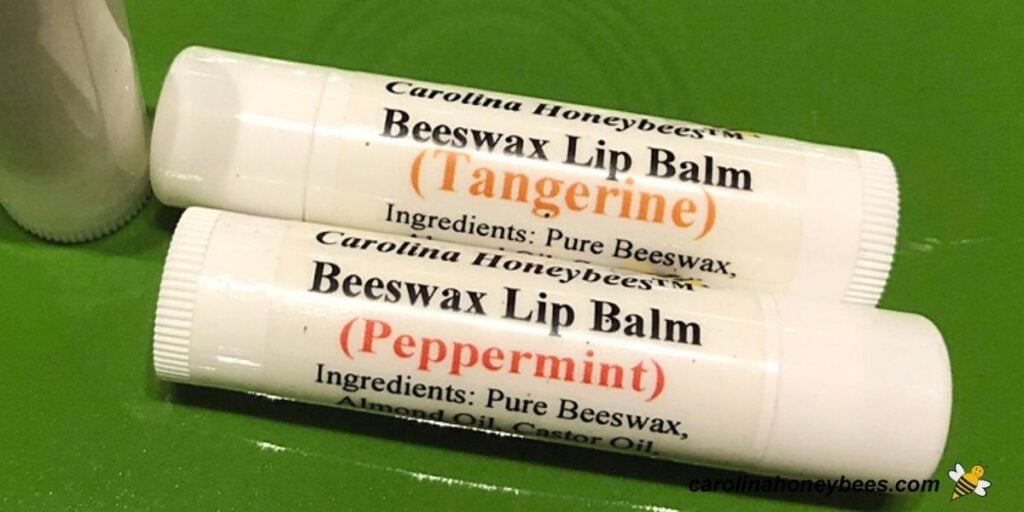 Carolina Honeybees™
Beeswax Lip Balm
(Tangerine)
Ingredients: Pure Beeswax,
Carolina Honeybees™
Beeswax Lip Balm
(Peppermint)
Ingredients: Pure Beeswax,
Almond Oil, Castor Oil,
carolinahoneybees.com